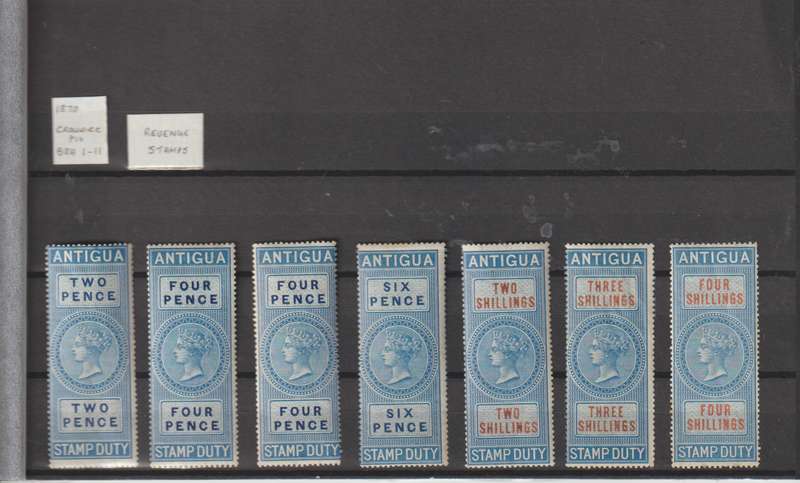 1870
CROWN CC
P14
1-11
REVENUE
STAMPS
ANTIGUA
TWO
PENCE
TWO
PENCE
STAMP DUTY
ANTIGUA
FOUR
PENCE
FOUR
PENCE
STAMP DUTY
ANTIGUA
FOUR
PENCE
FOUR
PENCE
STAMP DUTY
ANTIGUA
SIX
PENCE
SIX
PENCE
STAMP DUTY
ANTIGUA
TWO
SHILLINGS
TWO
SHILLINGS
STAMP DUTY
ANTIGUA
THREE
SHILLINGS
THREE
SHILLINGS
STAMP DUTY
ANTIGUA
FOUR
SHILLINGS
FOUR
SHILLINGS
STAMP DUTY